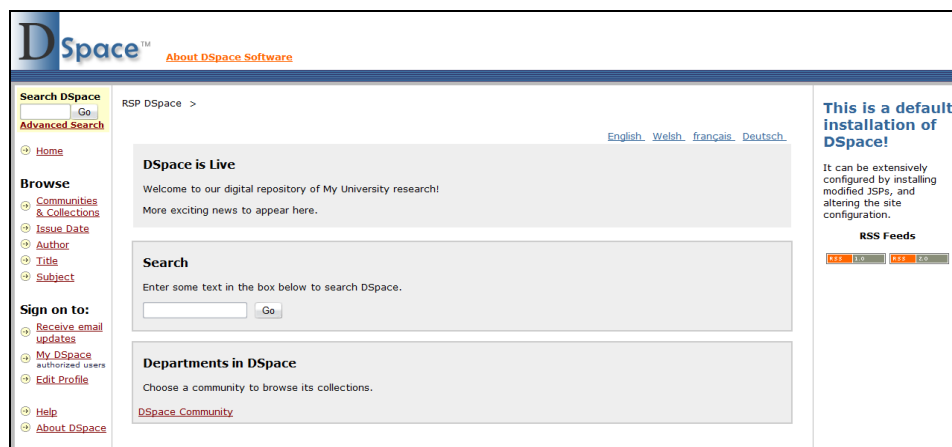 DSpace™
About DSpace Software
Search DSpace
Go
Advanced Search
Home
Browse
Communities
& Collections
Issue Date
Author
Title
Subject
Sign on to:
Receive email
updates
My DSpace
authorized users
Edit Profile
Help
About DSpace
RSP DSpace >
English Welsh français Deutsch
DSpace is Live
Welcome to our digital repository of My University research!
More exciting news to appear here.
Search
Enter some text in the box below to search DSpace.
Go
Departments in DSpace
Choose a community to browse its collections.
DSpace Community
This is a default
installation of
DSpace!
It can be extensively
configured by installing
modified JSPs, and
altering the site
configuration.
RSS Feeds
RSS 1.0 RSS 2.0